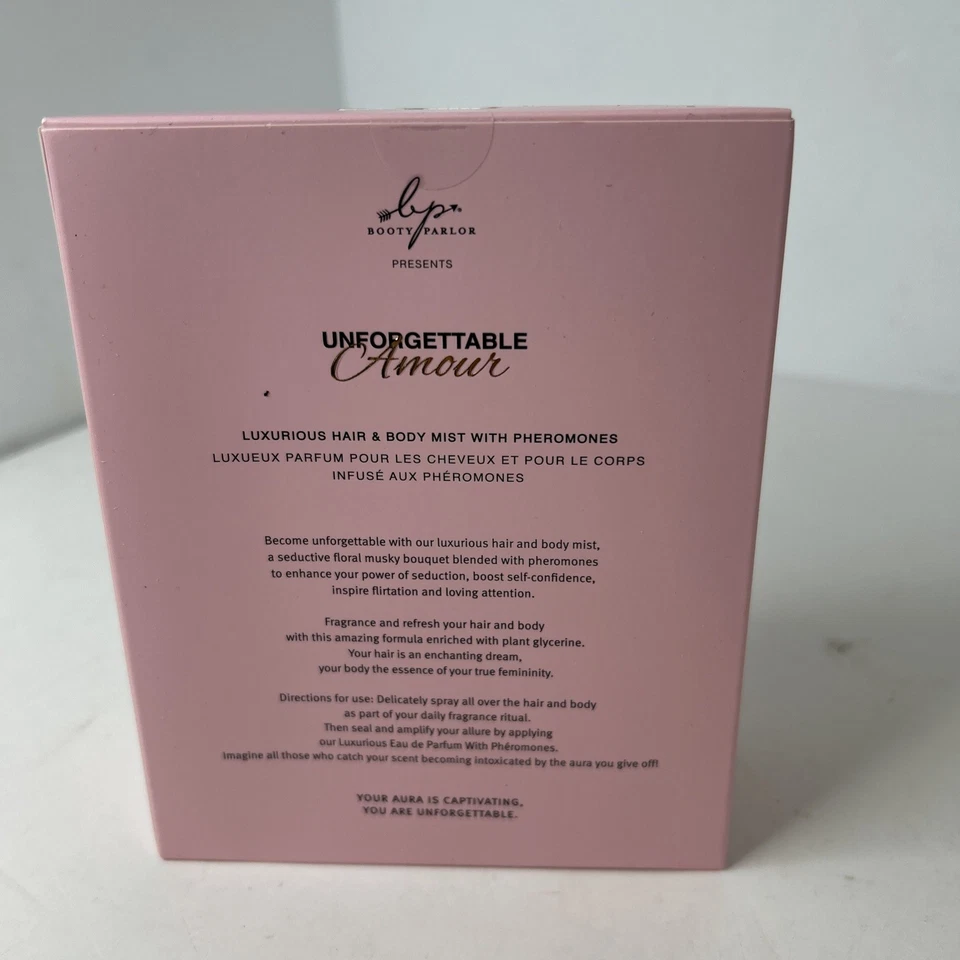 bp
BOOTY PARLOR
PRESENTS
UNFORGETTABLE
Amour
LUXURIOUS HAIR & BODY MIST WITH PHEROMONES
LUXUEUX PARFUM POUR LES CHEVEUX ET POUR LE CORPS
INFUSÉ AUX PHÉROMONES
Become unforgettable with our luxurious hair and body mist,
a seductive floral musky bouquet blended with pheromones
to enhance your power of seduction, boost self-confidence,
inspire flirtation and loving attention.
Fragrance and refresh your hair and body
with this amazing formula enriched with plant glycerine.
Your hair is an enchanting dream,
your body the essence of your true femininity.
Directions for use: Delicately spray all over the hair and body
as part of your daily fragrance ritual.
Then seal and amplify your allure by applying
our Luxurious Eau de Parfum With Phéromones.
Imagine all those who catch your scent becoming intoxicated by the aura you give off!
YOUR AURA IS CAPTIVATING,
YOU ARE UNFORGETTABLE.